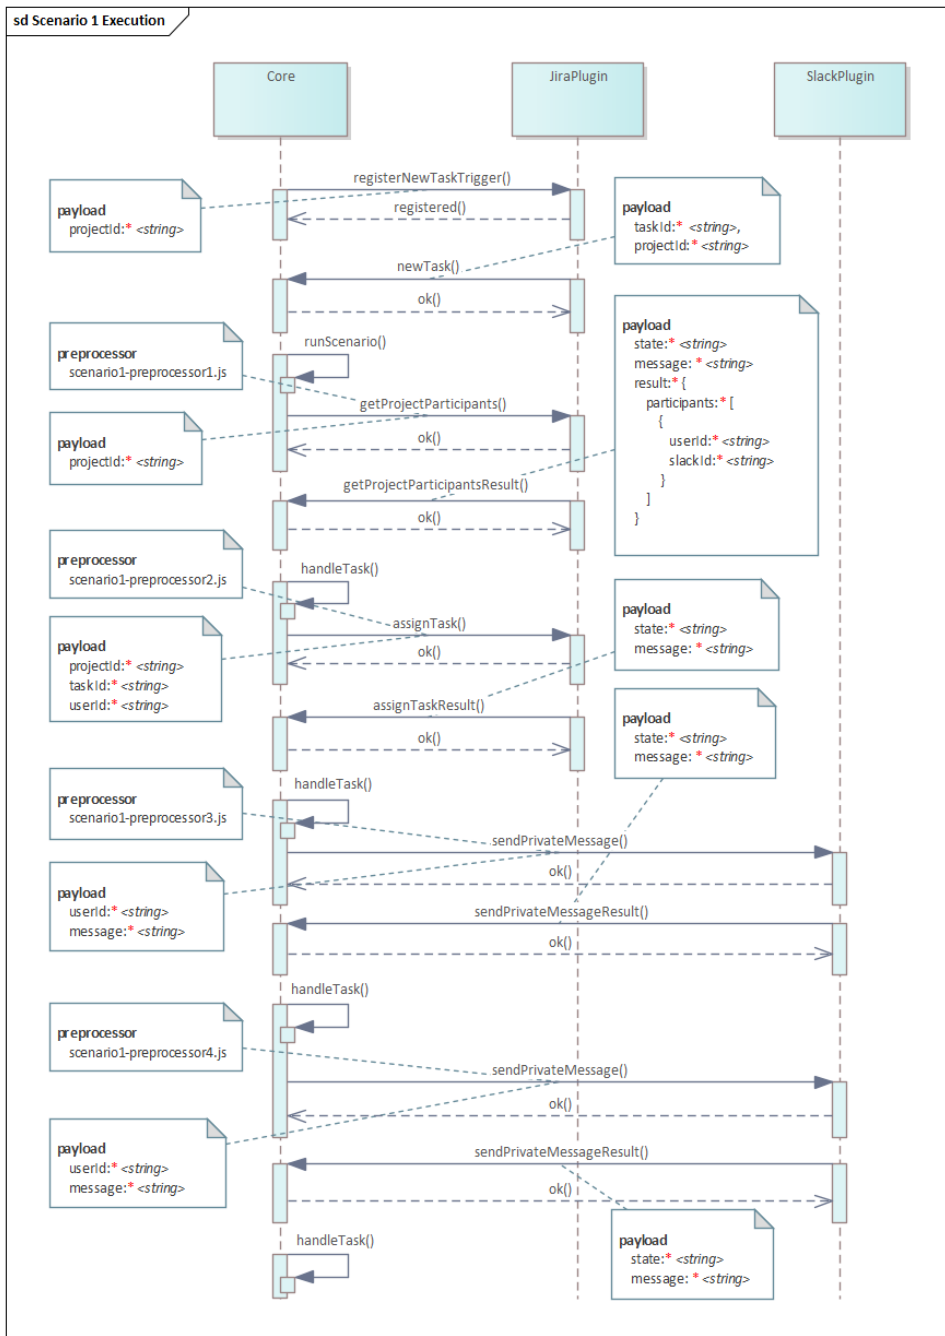 sd Scenario 1 Execution
Core
JiraPlugin
SlackPlugin
registerNewTaskTrigger()
payload
projectId:* <string>
registered()
payload
taskId:* <string>,
projectId:* <string>
newTask()
ok()
payload
state:* <string>
message: * <string>
result:* {
participants:* [
{
userId:* <string>
slackId:* <string>
}
]
}
preprocessor
scenario1-preprocessor1.js
runScenario()
getProjectParticipants()
payload
projectId:* <string>
ok()
getProjectParticipantsResult()
ok()
preprocessor
scenario1-preprocessor2.js
handleTask()
payload
state:* <string>
message: * <string>
assignTask()
payload
projectId:* <string>
taskId:* <string>
userId:* <string>
ok()
assignTaskResult()
payload
state:* <string>
message: * <string>
ok()
preprocessor
scenario1-preprocessor3.js
handleTask()
sendPrivateMessage()
payload
userId:* <string>
message:* <string>
ok()
sendPrivateMessageResult()
ok()
handleTask()
preprocessor
scenario1-preprocessor4.js
sendPrivateMessage()
ok()
payload
userId:* <string>
message:* <string>
sendPrivateMessageResult()
ok()
handleTask()
payload
state:* <string>
message: * <string>